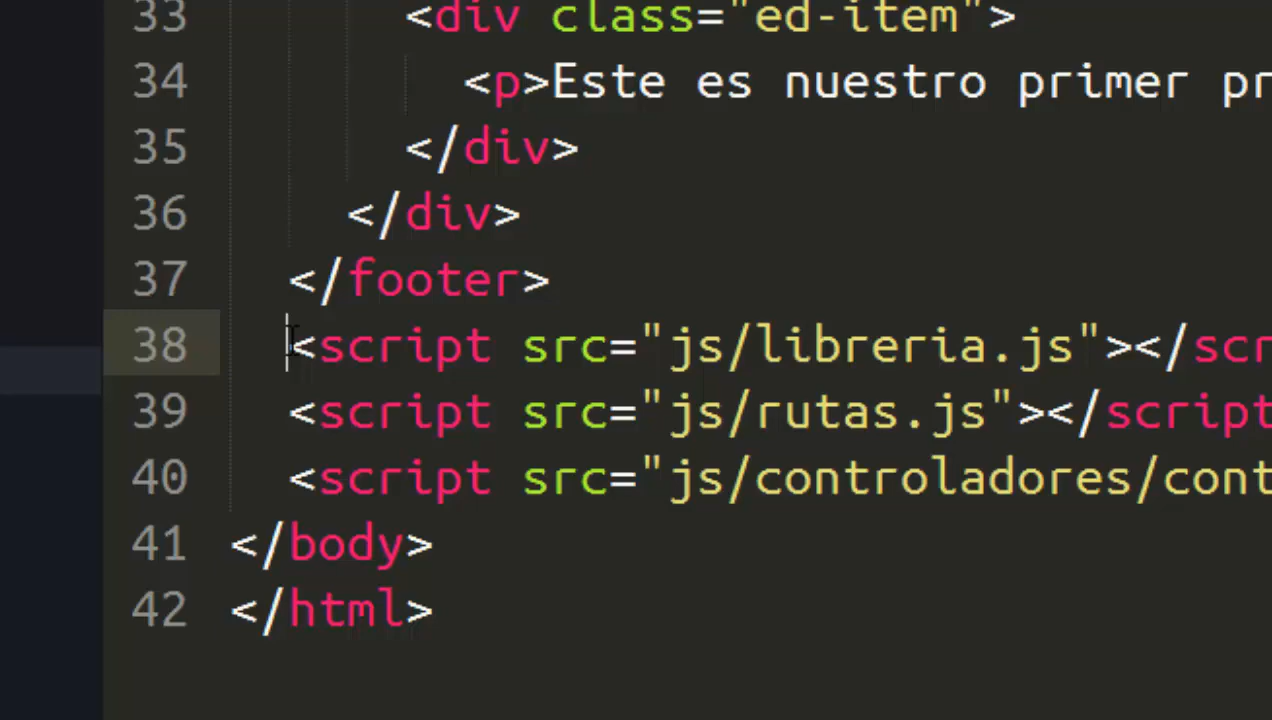 33 <div class="ed-item">
34 <p>Este es nuestro primer pr
35 </div>
36 </div>
37 </footer>
38 <script src="js/libreria.js"></scr
39 <script src="js/rutas.js"></script
40 <script src="js/controladores/cont
41 </body>
42 </html>